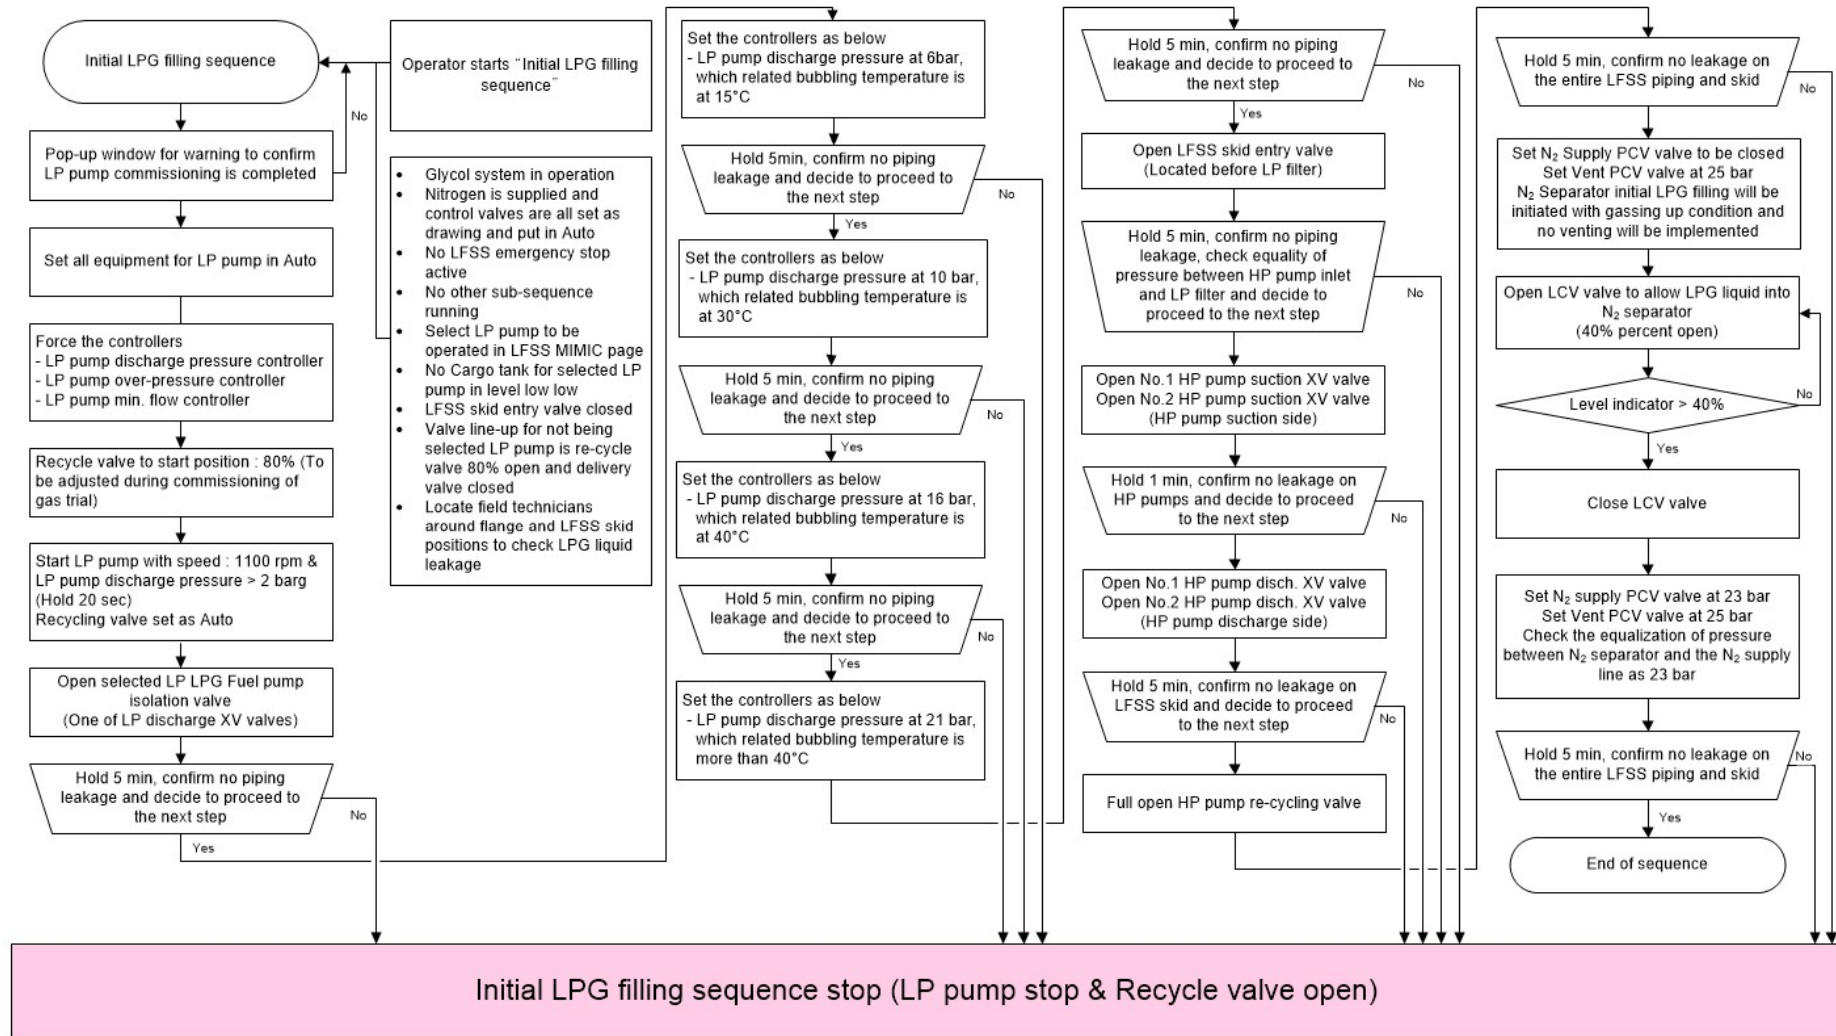 Initial LPG filling sequence
Operator starts ¨Initial LPG filling
sequence¨
No
Pop-up window for warning to confirm
LP pump commissioning is completed
Set all equipment for LP pump in Auto
Force the controllers
- LP pump discharge pressure controller
- LP pump over-pressure controller
- LP pump min. flow controller
Recycle valve to start position : 80% (To
be adjusted during commissioning of
gas trial)
Start LP pump with speed : 1100 rpm &
LP pump discharge pressure > 2 barg
(Hold 20 sec)
Recycling valve set as Auto
Open selected LP LPG Fuel pump
isolation valve
(One of LP discharge XV valves)
Hold 5 min, confirm no piping
leakage and decide to proceed to
the next step
No
Yes
• Glycol system in operation
• Nitrogen is supplied and
control valves are all set as
drawing and put in Auto
• No LFSS emergency stop
active
• No other sub-sequence
running
• Select LP pump to be
operated in LFSS MIMIC page
• No Cargo tank for selected LP
pump in level low low
• LFSS skid entry valve closed
• Valve line-up for not being
selected LP pump is re-cycle
valve 80% open and delivery
valve closed
• Locate field technicians
around flange and LFSS skid
positions to check LPG liquid
leakage
Set the controllers as below
- LP pump discharge pressure at 6bar,
which related bubbling temperature is
at 15°C
Hold 5min, confirm no piping
leakage and decide to proceed to
the next step
No
Yes
Set the controllers as below
- LP pump discharge pressure at 10 bar,
which related bubbling temperature is
at 30°C
Hold 5 min, confirm no piping
leakage and decide to proceed to
the next step
No
Yes
Set the controllers as below
- LP pump discharge pressure at 16 bar,
which related bubbling temperature is
at 40°C
Hold 5 min, confirm no piping
leakage and decide to proceed to
the next step
No
Yes
Set the controllers as below
- LP pump discharge pressure at 21 bar,
which related bubbling temperature is
more than 40°C
Hold 5 min, confirm no piping
leakage and decide to proceed to
the next step
No
Yes
Open LFSS skid entry valve
(Located before LP filter)
Hold 5 min, confirm no piping
leakage, check equality of
pressure between HP pump inlet
and LP filter and decide to
proceed to the next step
No
Open No.1 HP pump suction XV valve
Open No.2 HP pump suction XV valve
(HP pump suction side)
Hold 1 min, confirm no leakage on
HP pumps and decide to proceed
to the next step
No
Open No.1 HP pump disch. XV valve
Open No.2 HP pump disch. XV valve
(HP pump discharge side)
Hold 5 min, confirm no leakage on
LFSS skid and decide to proceed
to the next step
No
Full open HP pump re-cycling valve
Hold 5 min, confirm no leakage on
the entire LFSS piping and skid
No
Set N₂ Supply PCV valve to be closed
Set Vent PCV valve at 25 bar
N₂ Separator initial LPG filling will be
initiated with gassing up condition and
no venting will be implemented
Open LCV valve to allow LPG liquid into
N₂ separator
(40% percent open)
Level indicator > 40%
No
Yes
Close LCV valve
Set N₂ supply PCV valve at 23 bar
Set Vent PCV valve at 25 bar
Check the equalization of pressure
between N₂ separator and the N₂ supply
line as 23 bar
Hold 5 min, confirm no leakage on
the entire LFSS piping and skid
No
Yes
End of sequence
Initial LPG filling sequence stop (LP pump stop & Recycle valve open)